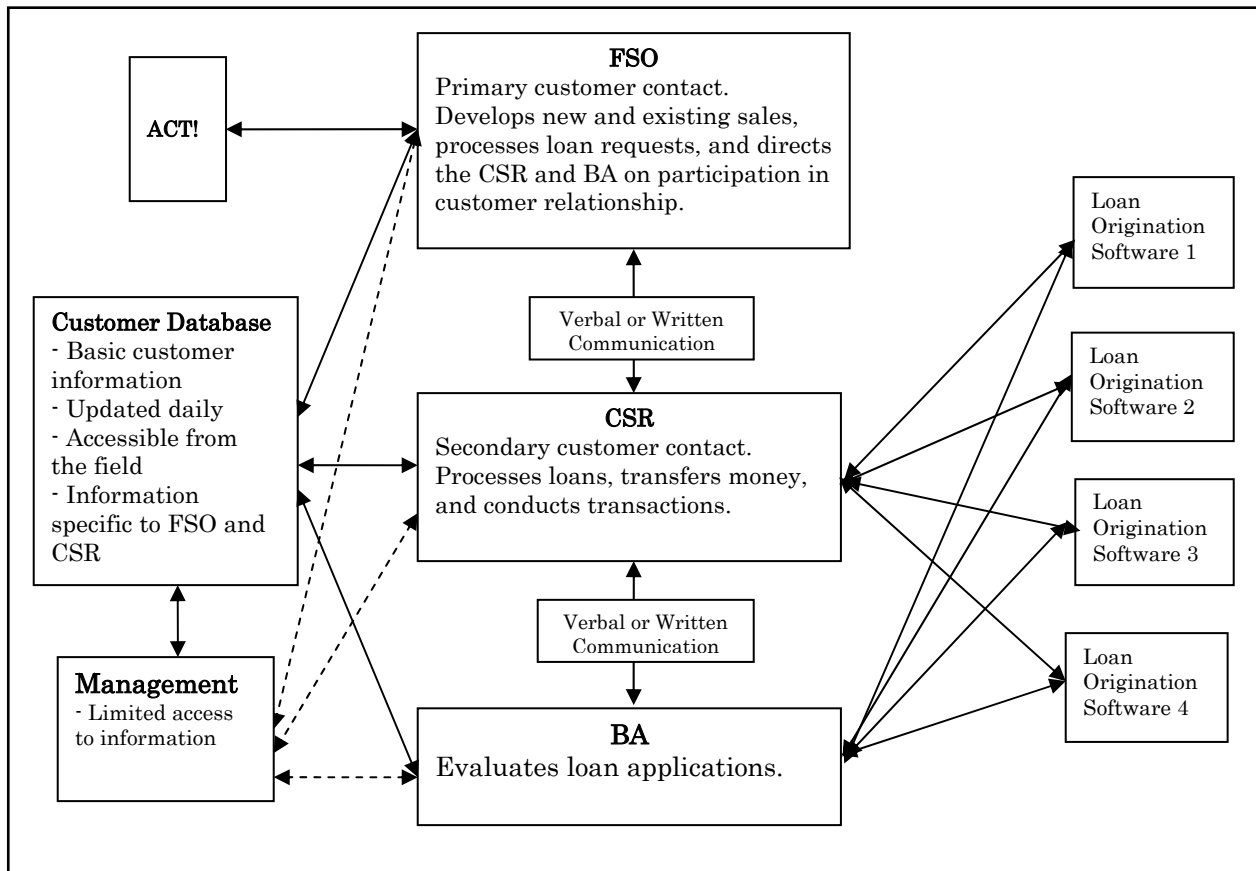 FSO
Primary customer contact.
Develops new and existing sales,
processes loan requests, and directs
the CSR and BA on participation in
customer relationship.
ACT!
Loan
Origination
Software 1
Verbal or Written
Communication
Customer Database
- Basic customer
information
- Updated daily
- Accessible from
the field
- Information
specific to FSO and
CSR
Loan
Origination
Software 2
CSR
Secondary customer contact.
Processes loans, transfers money,
and conducts transactions.
Loan
Origination
Software 3
Verbal or Written
Communication
Loan
Origination
Software 4
Management
- Limited access
to information
BA
Evaluates loan applications.